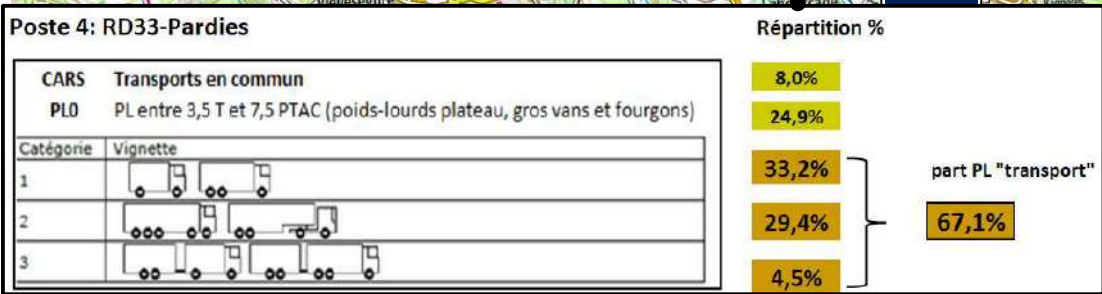 Poste 4: RD33-Pardies
Répartition %
CARS Transports en commun 8,0%
PL0 PL entre 3,5 T et 7,5 PTAC (poids-lourds plateau, gros vans et fourgons) 24,9%
Catégorie Vignette
1 33,2%
part PL "transport"
2 29,4% 67,1%
3 4,5%